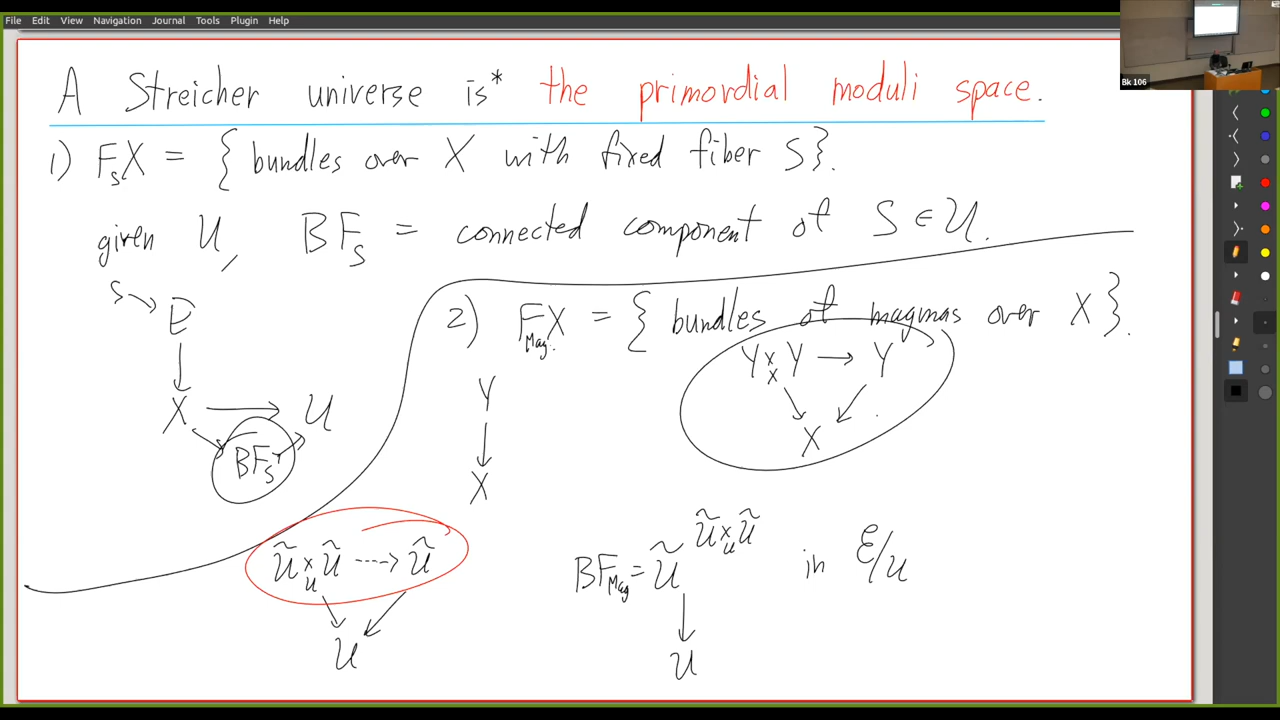 File Edit View Navigation Journal Tools Plugin Help
Bk 106
A Streicher universe is* the primordial moduli space.
1) F_S X = { bundles over X with fixed fiber S }.
given U, BF_S = connected component of S ∈ U.
S → E
X → U
BF_S
2) F_Mag X = { bundles of magmas over X }.
Y ×_X Y → Y
X
Y
X
Ũ ×_U Ũ ⇢ Ũ
U
BF_Mag = Ũ^{Ũ ×_U Ũ} in ℰ/U
U